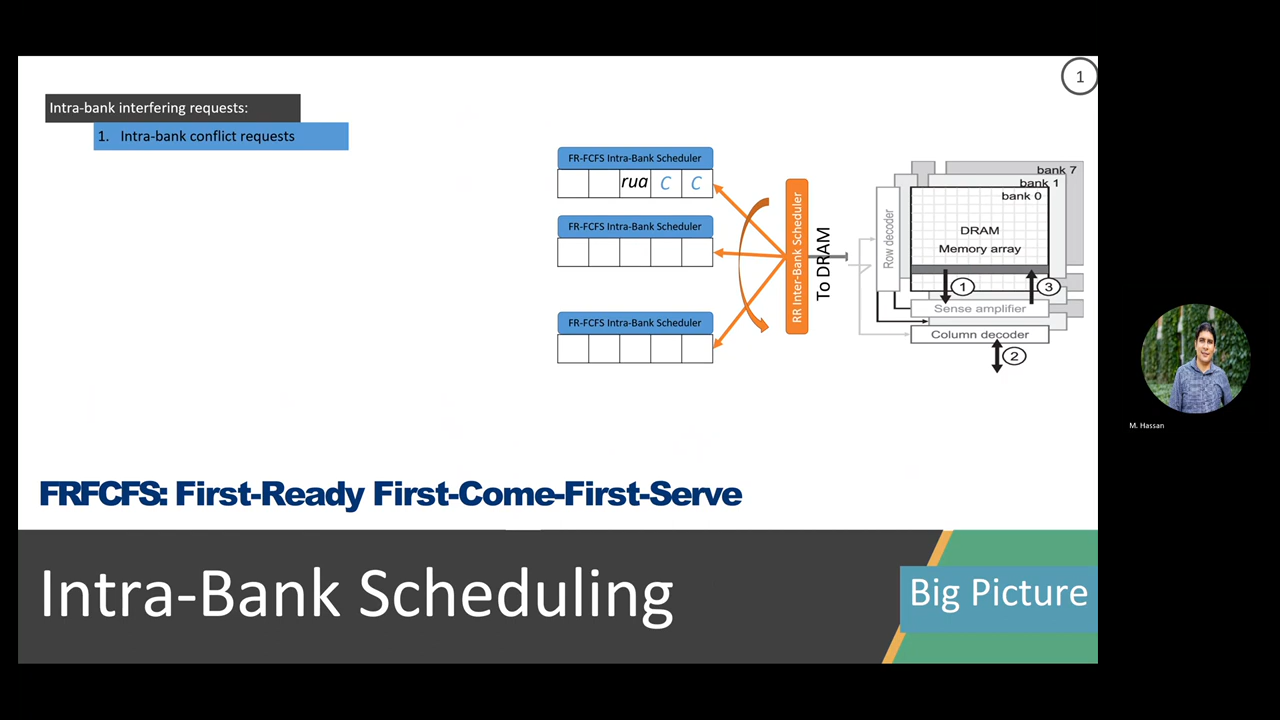 1
Intra-bank interfering requests:
1. Intra-bank conflict requests
FR-FCFS Intra-Bank Scheduler
rua C C
FR-FCFS Intra-Bank Scheduler
FR-FCFS Intra-Bank Scheduler
RR Inter-Bank Scheduler
To DRAM
bank 7
bank 1
bank 0
Row decoder
DRAM
Memory array
1
3
Sense amplifier
Column decoder
2
M. Hassan
FRFCFS: First-Ready First-Come-First-Serve
Intra-Bank Scheduling
Big Picture